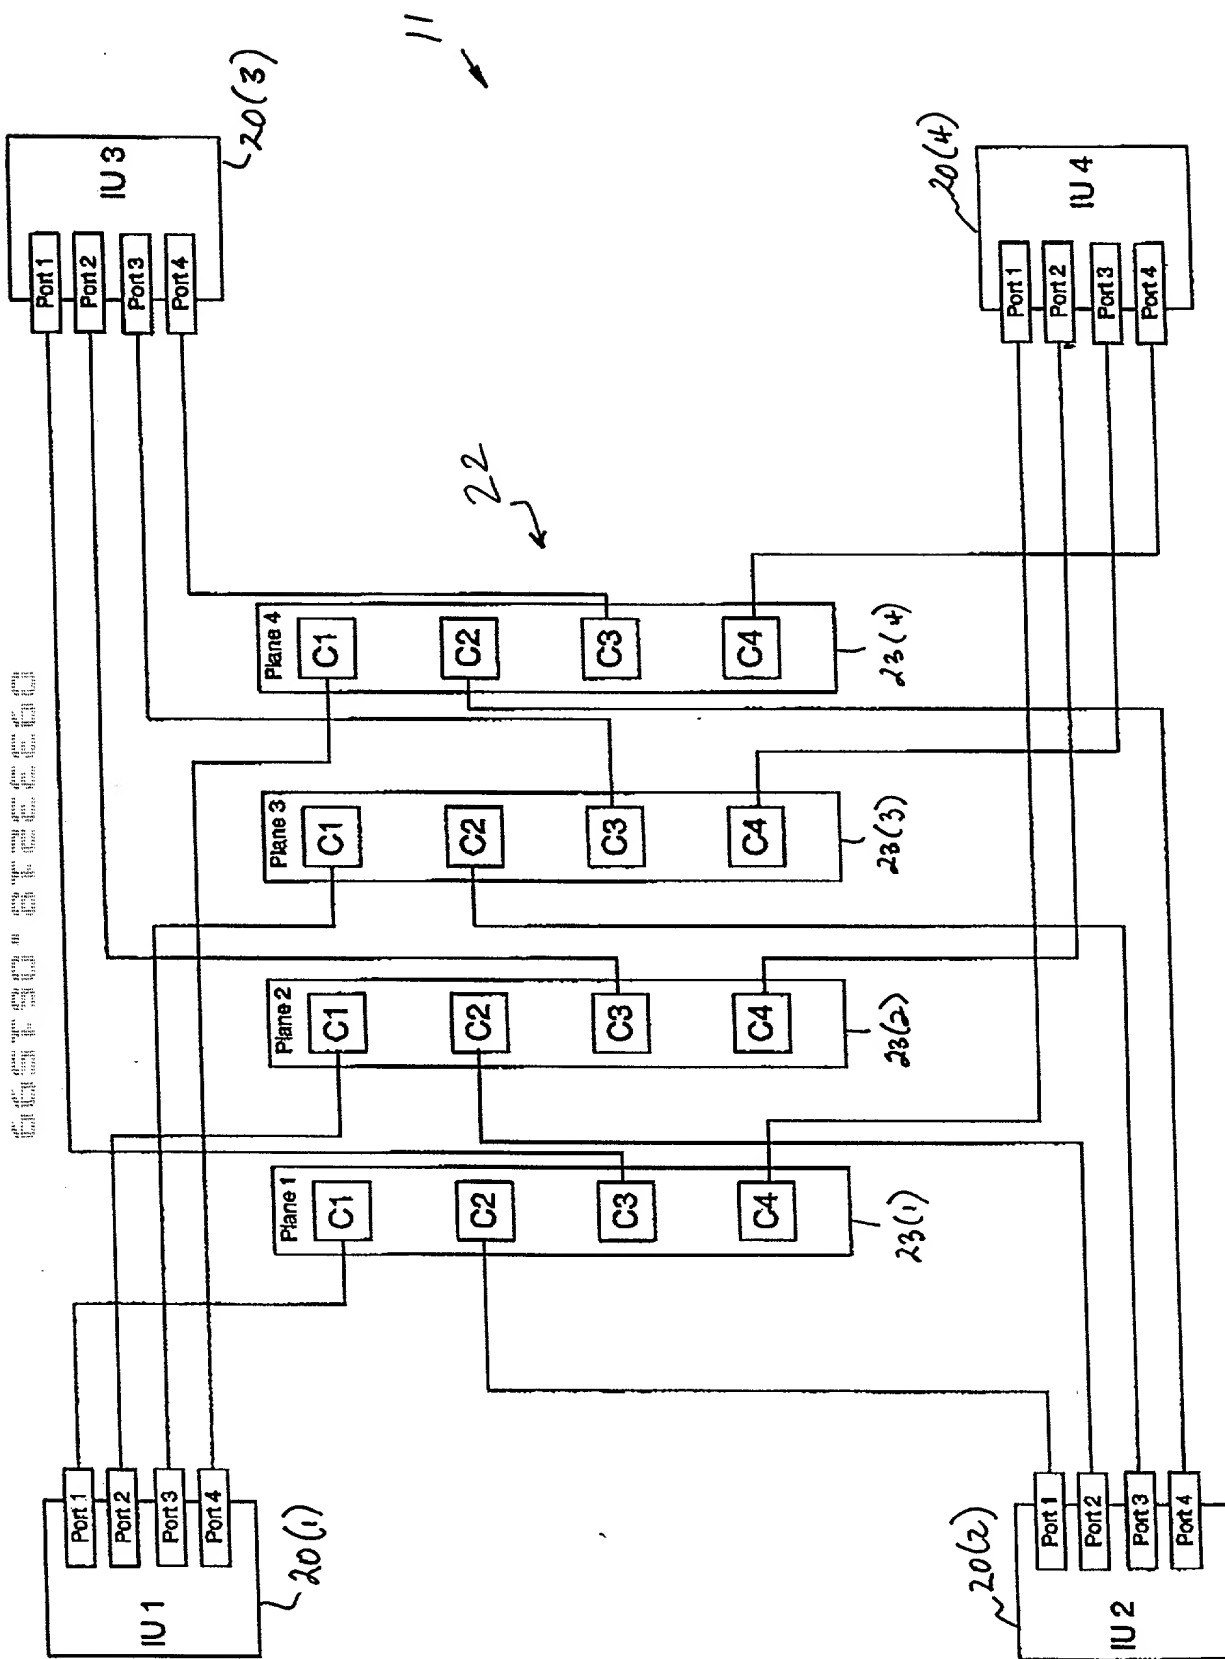 IU 1
Port 1
Port 2
Port 3
Port 4
20(1)
IU 3
Port 1
Port 2
Port 3
Port 4
20(3)
11
22
Plane 1
C1
C2
C3
C4
23(1)
Plane 2
C1
C2
C3
C4
23(2)
Plane 3
C1
C2
C3
C4
23(3)
Plane 4
C1
C2
C3
C4
23(4)
IU 2
Port 1
Port 2
Port 3
Port 4
20(2)
IU 4
Port 1
Port 2
Port 3
Port 4
20(4)